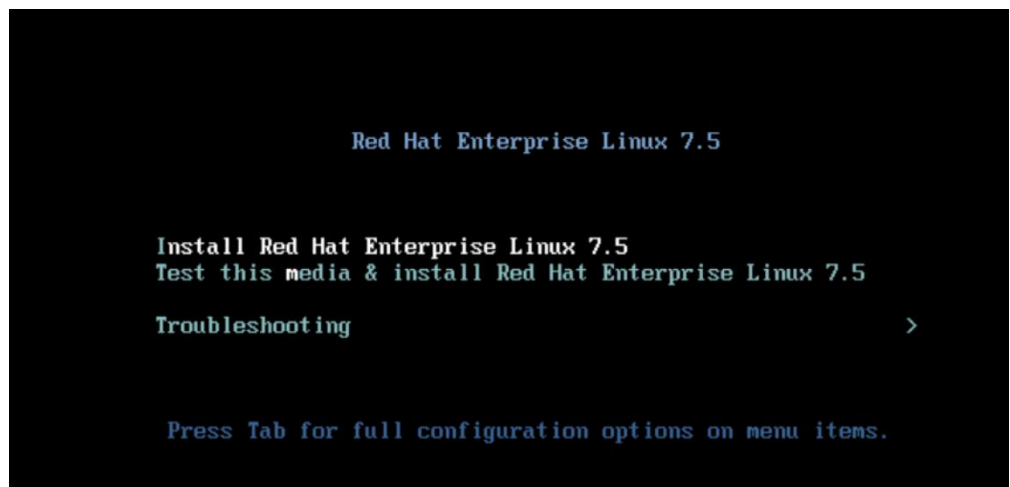 Red Hat Enterprise Linux 7.5
Install Red Hat Enterprise Linux 7.5
Test this media & install Red Hat Enterprise Linux 7.5
Troubleshooting >
Press Tab for full configuration options on menu items.